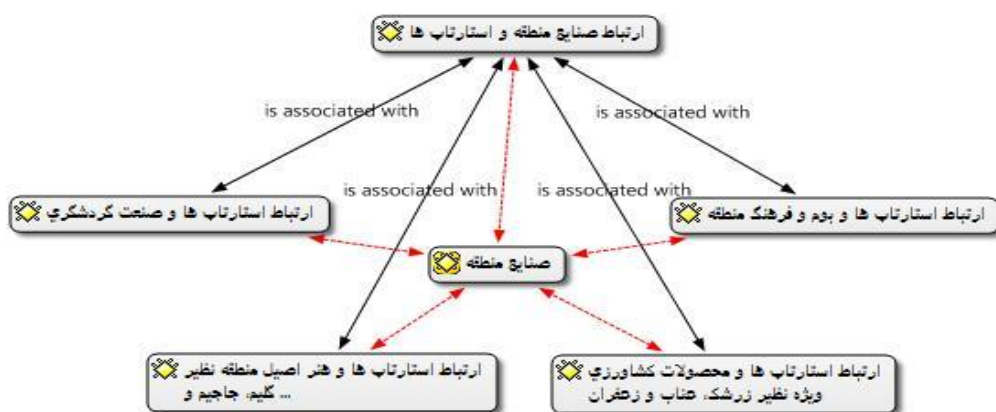 ارتباط صنایع منطقه و استارتاپ ها
is associated with
is associated with
is associated with
is associated with
ارتباط استارتاپ ها و صنعت گردشگري
ارتباط استارتاپ ها و بوم و فرهنگ منطقه
صنایع منطقه
ارتباط استارتاپ ها و هنر اصیل منطقه نظیر
گلیم، جاجیم و ...
ارتباط استارتاپ ها و محصولات کشاورزي
ویژه نظیر زرشک، عناب و زعفران